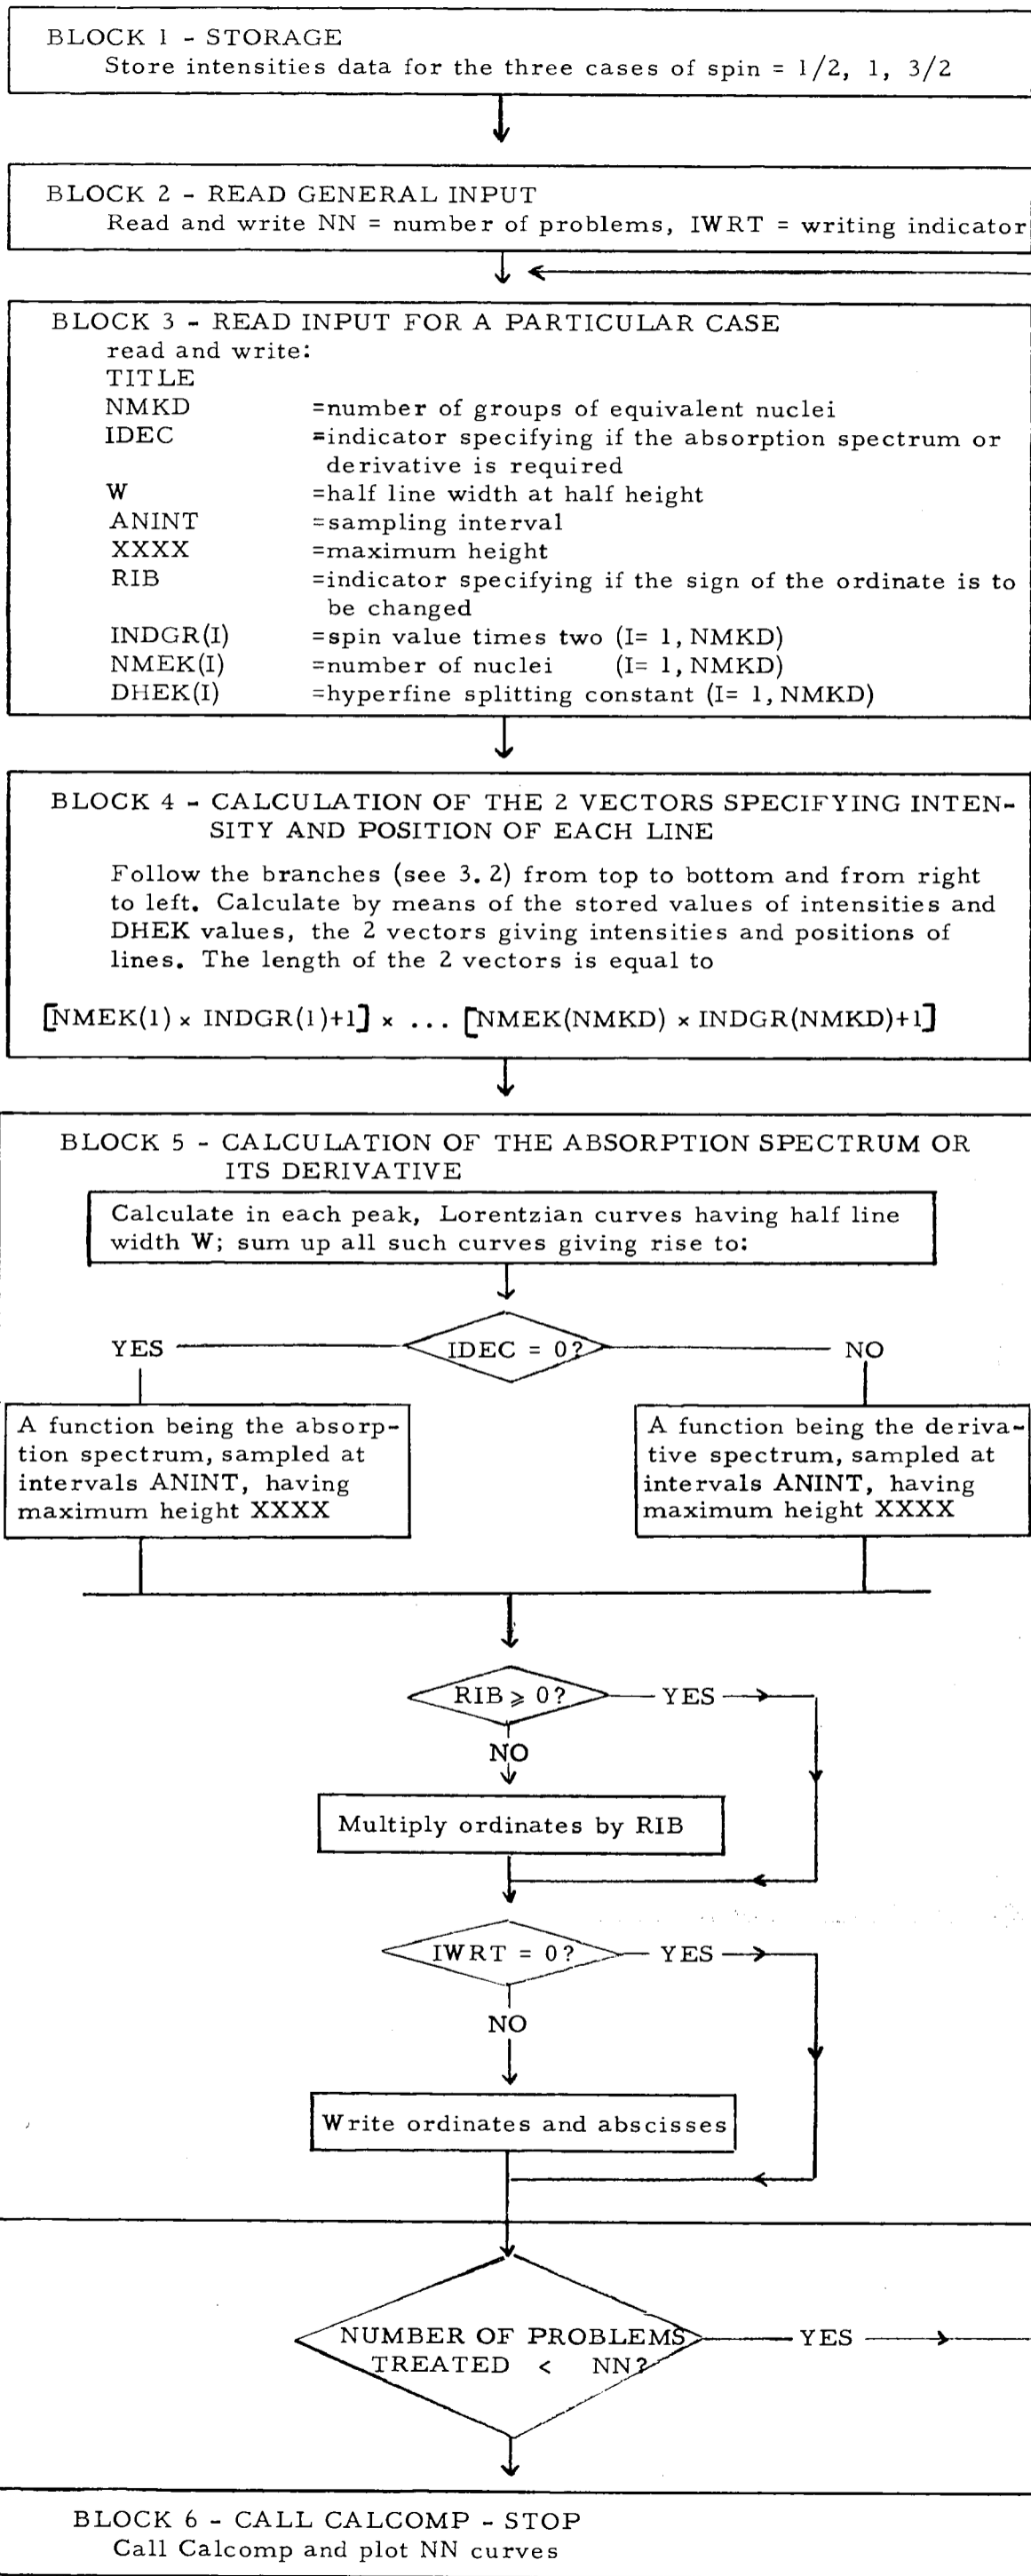 BLOCK 1 - STORAGE
Store intensities data for the three cases of spin = 1/2, 1, 3/2
BLOCK 2 - READ GENERAL INPUT
Read and write NN = number of problems, IWRT = writing indicator
BLOCK 3 - READ INPUT FOR A PARTICULAR CASE
read and write:
TITLE
NMKD =number of groups of equivalent nuclei
IDEC =indicator specifying if the absorption spectrum or
derivative is required
W =half line width at half height
ANINT =sampling interval
XXXX =maximum height
RIB =indicator specifying if the sign of the ordinate is to
be changed
INDGR(I) =spin value times two (I= 1, NMKD)
NMEK(I) =number of nuclei (I= 1, NMKD)
DHEK(I) =hyperfine splitting constant (I= 1, NMKD)
BLOCK 4 - CALCULATION OF THE 2 VECTORS SPECIFYING INTEN-
SITY AND POSITION OF EACH LINE
Follow the branches (see 3.2) from top to bottom and from right
to left. Calculate by means of the stored values of intensities and
DHEK values, the 2 vectors giving intensities and positions of
lines. The length of the 2 vectors is equal to
[NMEK(1) × INDGR(1)+1] × ... [NMEK(NMKD) × INDGR(NMKD)+1]
BLOCK 5 - CALCULATION OF THE ABSORPTION SPECTRUM OR
ITS DERIVATIVE
Calculate in each peak, Lorentzian curves having half line
width W; sum up all such curves giving rise to:
YES
IDEC = 0?
NO
A function being the absorp-
tion spectrum, sampled at
intervals ANINT, having
maximum height XXXX
A function being the deriva-
tive spectrum, sampled at
intervals ANINT, having
maximum height XXXX
RIB ⩾ 0?
YES
NO
Multiply ordinates by RIB
IWRT = 0?
YES
NO
Write ordinates and abscisses
NUMBER OF PROBLEMS
TREATED < NN?
YES
BLOCK 6 - CALL CALCOMP - STOP
Call Calcomp and plot NN curves